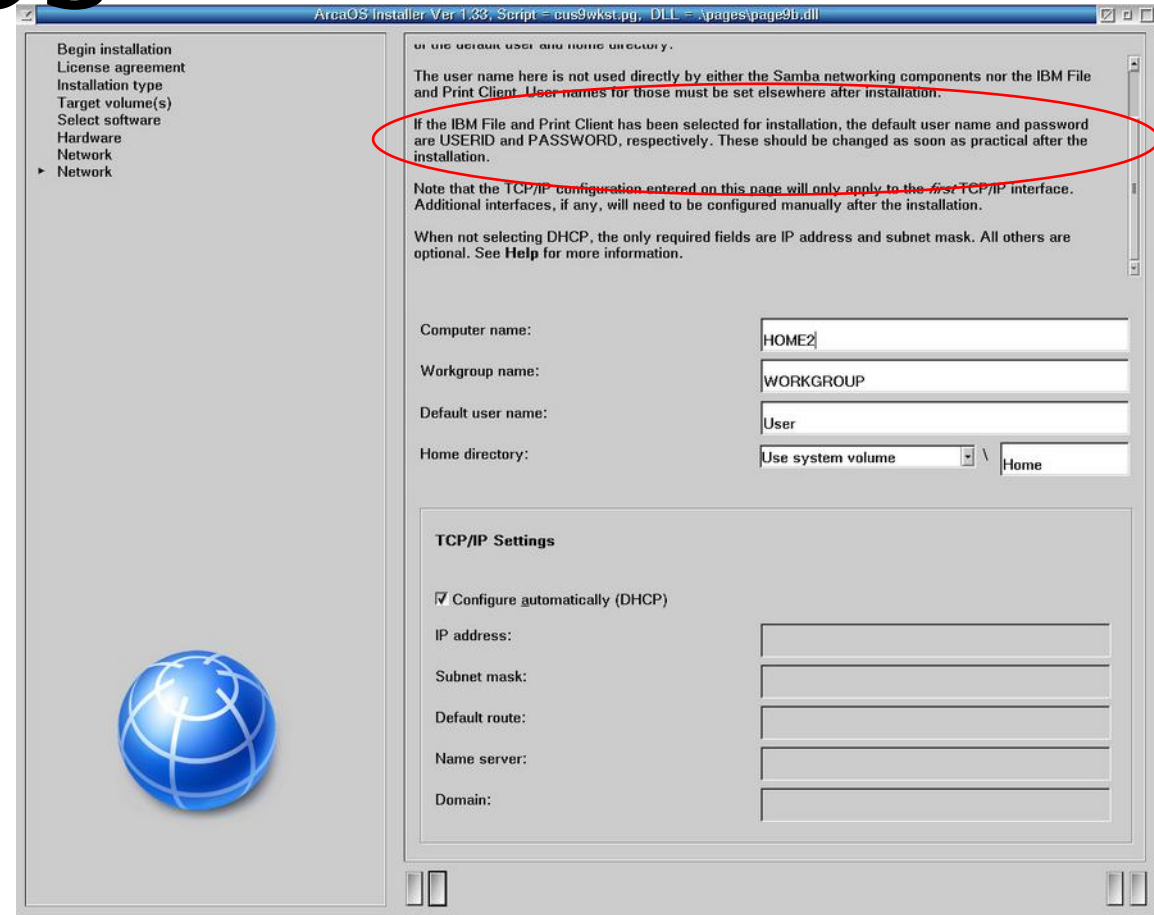 ArcaOS Installer Ver 1.33, Script = cus9wkst.pg, DLL = .\pages\page9b.dll
Begin installation
License agreement
Installation type
Target volume(s)
Select software
Hardware
Network
Network
of the default user and home directory.
The user name here is not used directly by either the Samba networking components nor the IBM File
and Print Client. User names for those must be set elsewhere after installation.
If the IBM File and Print Client has been selected for installation, the default user name and password
are USERID and PASSWORD, respectively. These should be changed as soon as practical after the
installation.
Note that the TCP/IP configuration entered on this page will only apply to the first TCP/IP interface.
Additional interfaces, if any, will need to be configured manually after the installation.
When not selecting DHCP, the only required fields are IP address and subnet mask. All others are
optional. See Help for more information.
Computer name: HOME2
Workgroup name: WORKGROUP
Default user name: User
Home directory: Use system volume \ Home
TCP/IP Settings
Configure automatically (DHCP)
IP address:
Subnet mask:
Default route:
Name server:
Domain: